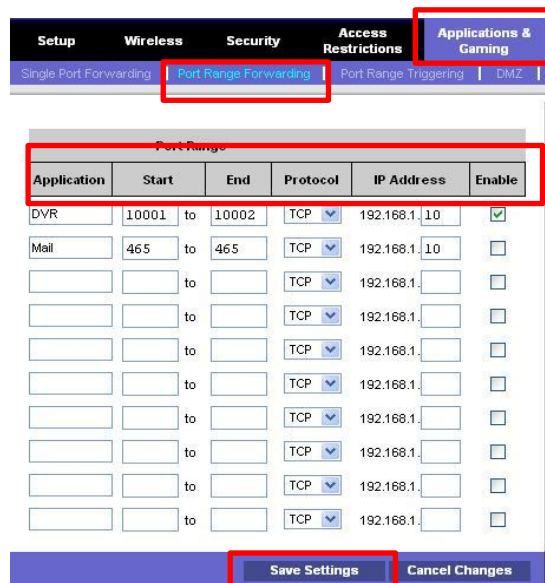 Setup Wireless Security Access Restrictions Applications & Gaming
Single Port Forwarding | Port Range Forwarding | Port Range Triggering | DMZ |
Port Range
Application Start End Protocol IP Address Enable
DVR 10001 to 10002 TCP 192.168.1. 10
Mail 465 to 465 TCP 192.168.1. 10
to TCP 192.168.1.
to TCP 192.168.1.
to TCP 192.168.1.
to TCP 192.168.1.
to TCP 192.168.1.
to TCP 192.168.1.
to TCP 192.168.1.
to TCP 192.168.1.
Save Settings Cancel Changes